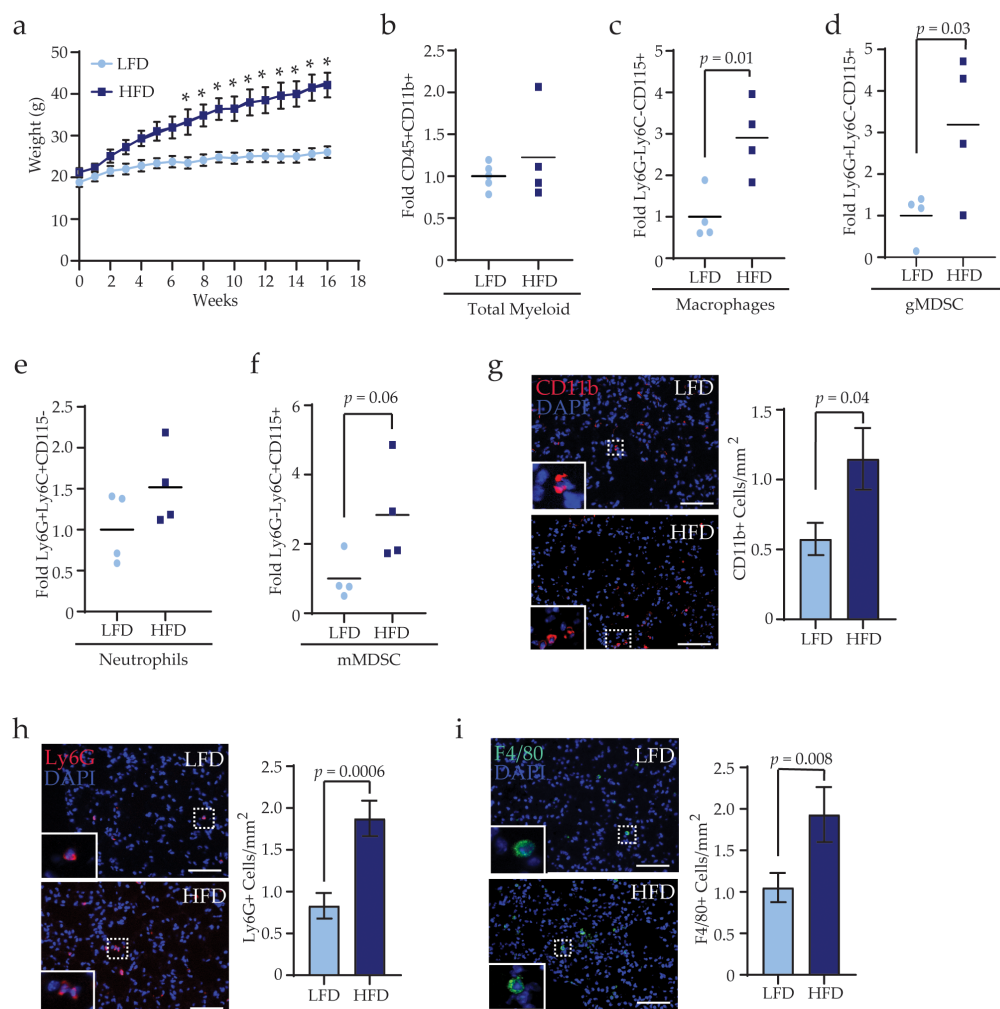 a
Weight (g)
50
40
30
20
10
0
LFD
HFD
* * * * * * * * * *
0 2 4 6 8 10 12 14 16 18
Weeks
b
Fold CD45+CD11b+
2.5
2.0
1.5
1.0
0.5
0
LFD HFD
Total Myeloid
c
p = 0.01
Fold Ly6G-Ly6C-CD115+
5
4
3
2
1
0
LFD HFD
Macrophages
d
p = 0.03
Fold Ly6G+Ly6C-CD115+
5
4
3
2
1
0
LFD HFD
gMDSC
e
Fold Ly6G+Ly6C+CD115-
2.5
2.0
1.5
1.0
0.5
0
LFD HFD
Neutrophils
f
p = 0.06
Fold Ly6G-Ly6C+CD115+
6
4
2
0
LFD HFD
mMDSC
g
CD11b
DAPI
LFD
HFD
p = 0.04
CD11b+ Cells/mm2
1.5
1.0
0.5
0
LFD HFD
h
Ly6G
DAPI
LFD
HFD
p = 0.0006
Ly6G+ Cells/mm2
2.5
2.0
1.5
1.0
0.5
0
LFD HFD
i
F4/80
DAPI
LFD
HFD
p = 0.008
F4/80+ Cells/mm2
2.5
2.0
1.5
1.0
0.5
0
LFD HFD